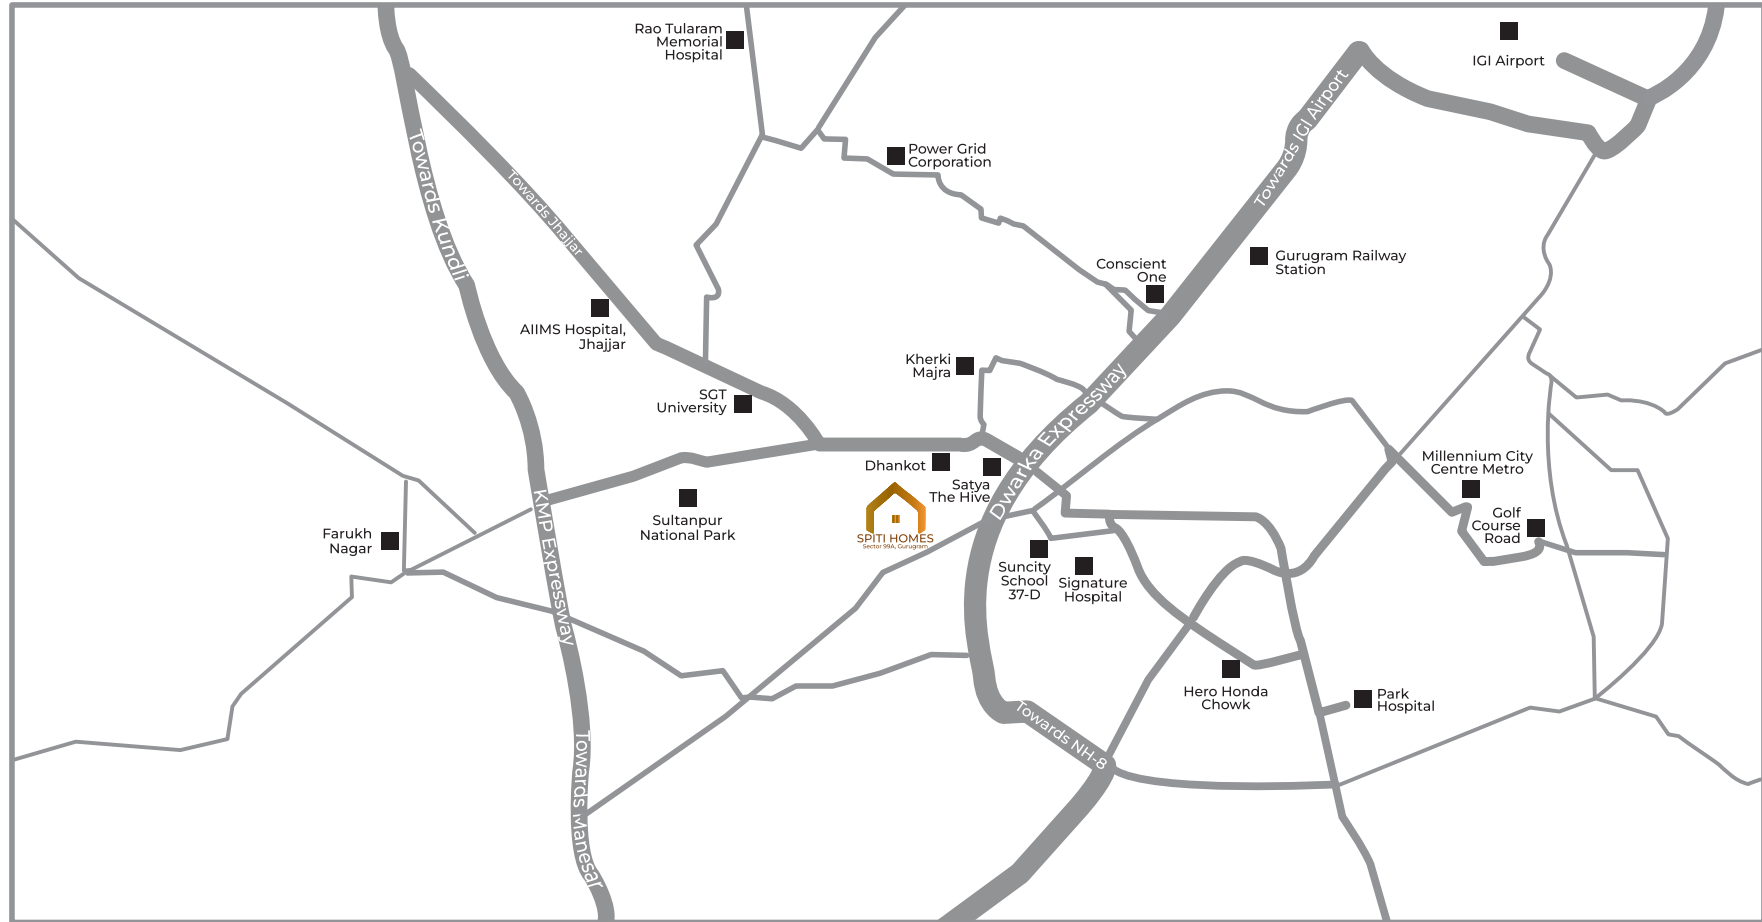 Rao Tularam
Memorial
Hospital
IGI Airport
Towards IGI Airport
Power Grid
Corporation
Towards Kundli
Towards Jhajjar
Gurugram Railway
Station
Conscient
One
AIIMS Hospital,
Jhajjar
Kherki
Majra
SGT
University
Dwarka Expressway
Dhankot
Satya
The Hive
Millennium City
Centre Metro
Golf
Course
Road
KMP Expressway
Sultanpur
National Park
SPITI HOMES
Sector 99A, Gurugram
Farukh
Nagar
Suncity
School
37-D
Signature
Hospital
Hero Honda
Chowk
Park
Hospital
Towards NH-8
Towards Manesar